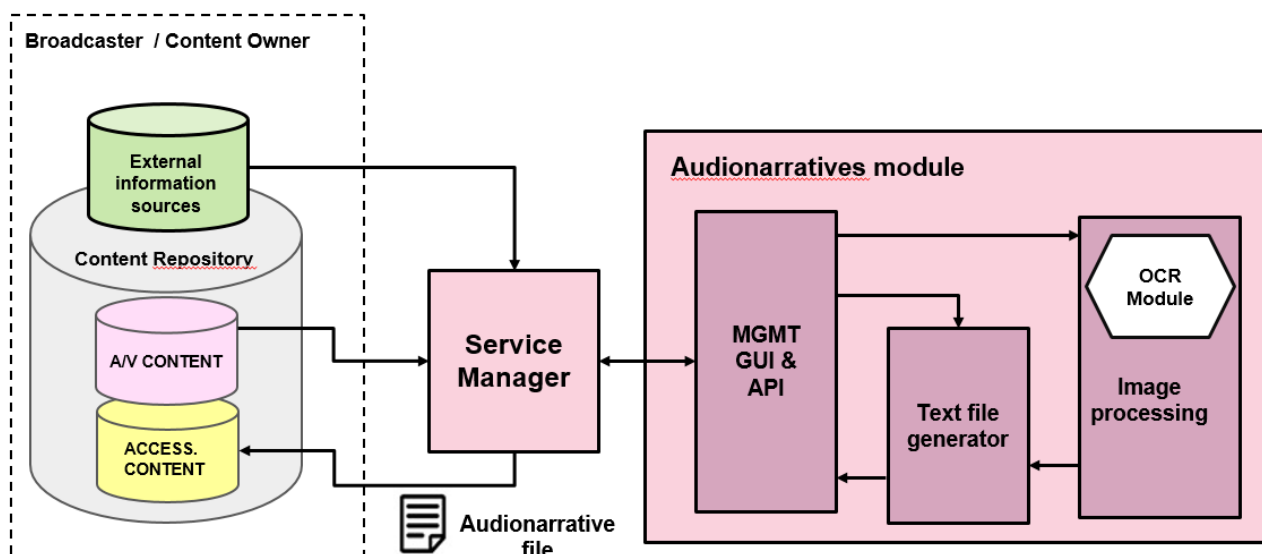 Broadcaster / Content Owner
External
information
sources
Content Repository
A/V CONTENT
ACCESS.
CONTENT
Service
Manager
Audionarrative
file
Audionarratives module
MGMT
GUI &
API
Text file
generator
OCR
Module
Image
processing